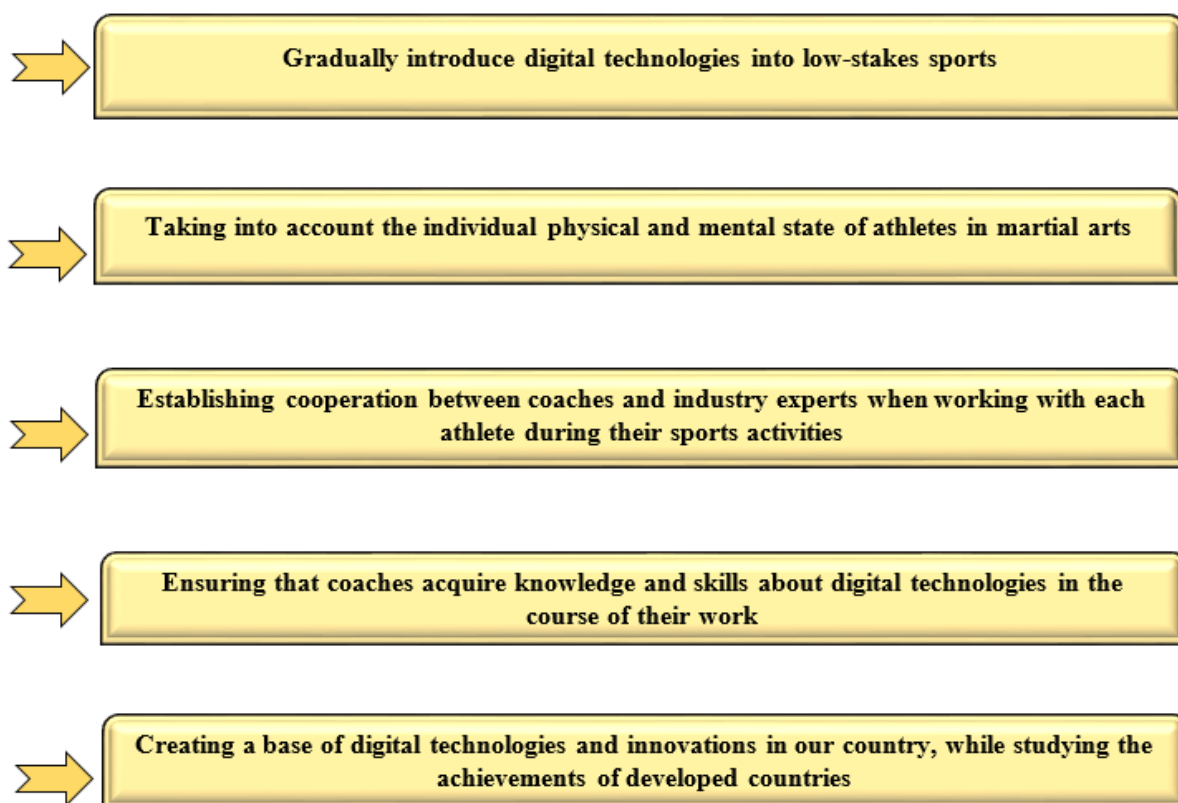 Gradually introduce digital technologies into low-stakes sports
Taking into account the individual physical and mental state of athletes in martial arts
Establishing cooperation between coaches and industry experts when working with each
athlete during their sports activities
Ensuring that coaches acquire knowledge and skills about digital technologies in the
course of their work
Creating a base of digital technologies and innovations in our country, while studying the
achievements of developed countries